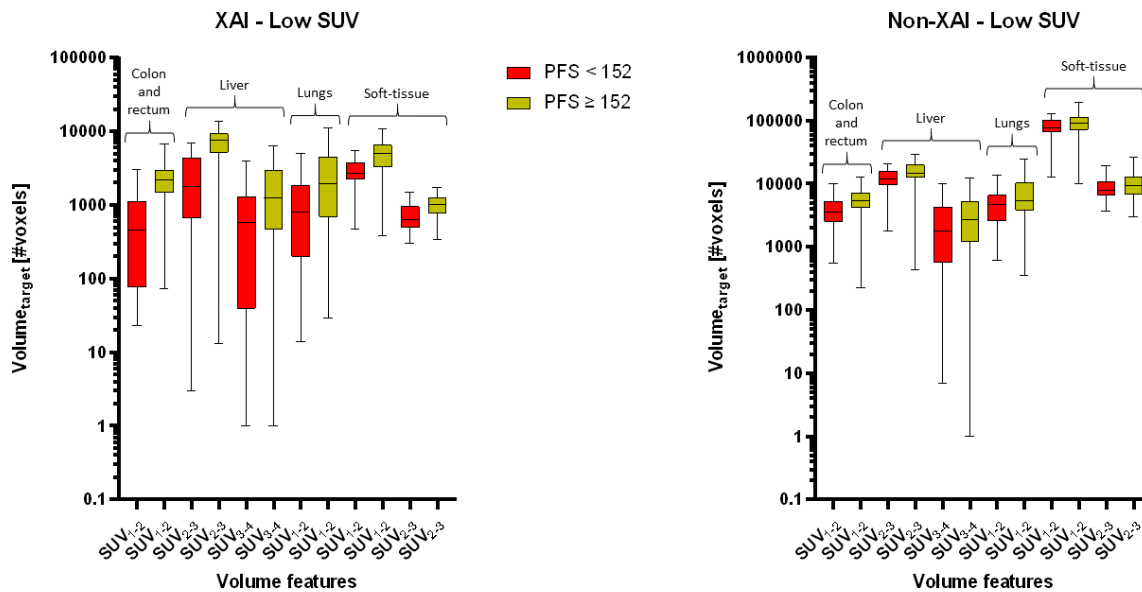 XAI - Low SUV
100000
10000
1000
100
10
1
0.1
Volume_target [#voxels]
Colon
and
rectum
Liver
Lungs
Soft-tissue
SUV₁₋₂
SUV₁₋₂
SUV₂₋₃
SUV₂₋₃
SUV₃₋₄
SUV₃₋₄
SUV₁₋₂
SUV₁₋₂
SUV₁₋₂
SUV₁₋₂
SUV₂₋₃
SUV₂₋₃
Volume features
PFS < 152
PFS ≥ 152
Non-XAI - Low SUV
1000000
100000
10000
1000
100
10
1
0.1
Volume_target [#voxels]
Colon
and
rectum
Liver
Lungs
Soft-tissue
SUV₁₋₂
SUV₁₋₂
SUV₂₋₃
SUV₂₋₃
SUV₃₋₄
SUV₃₋₄
SUV₁₋₂
SUV₁₋₂
SUV₁₋₂
SUV₁₋₂
SUV₂₋₃
SUV₂₋₃
Volume features